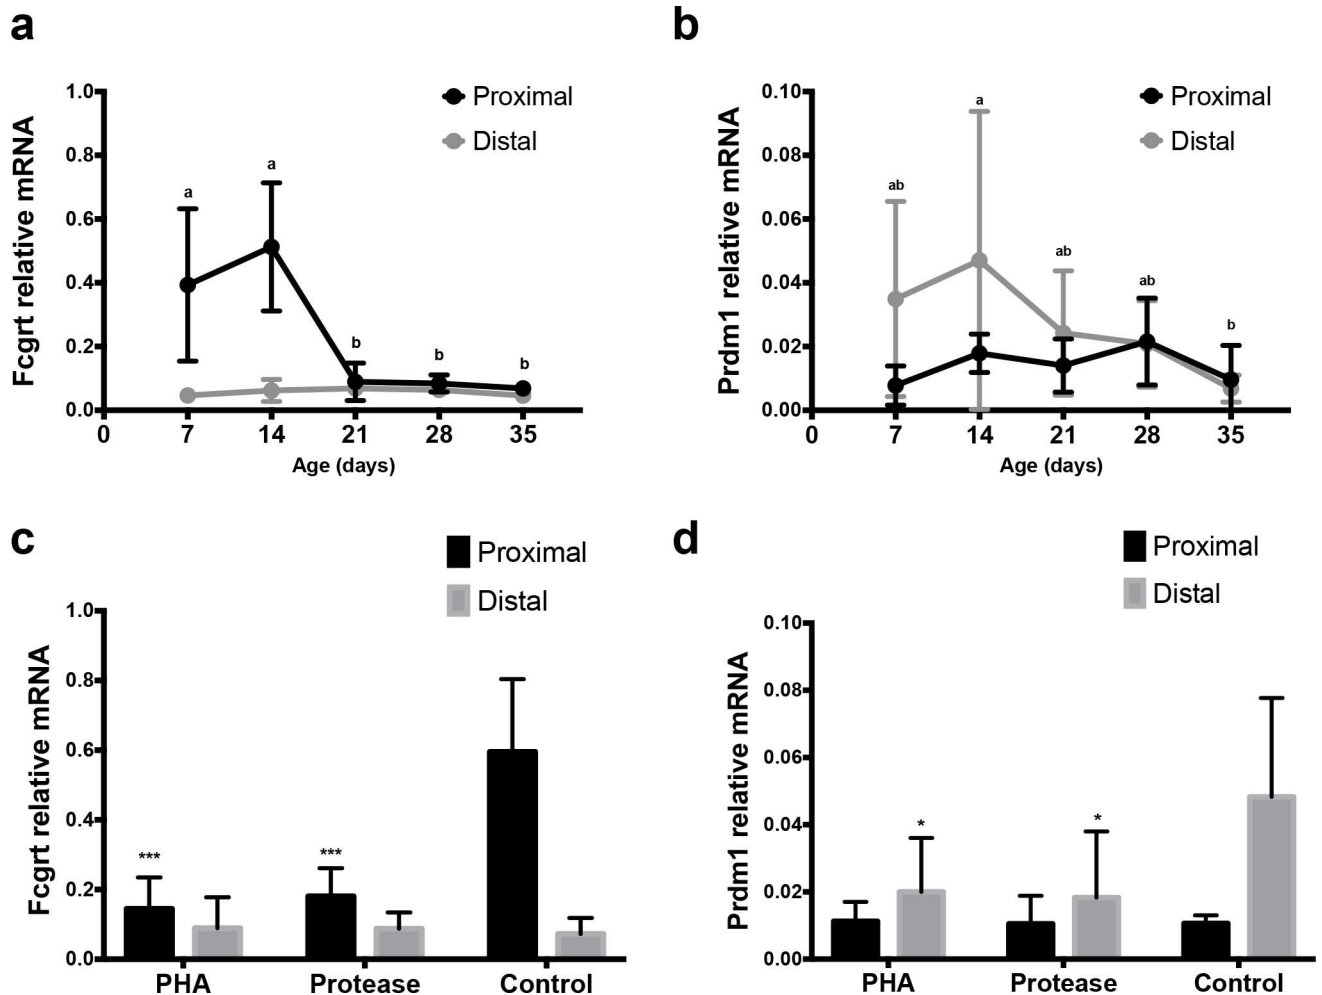 a
Fcgrt relative mRNA
1.0
0.8
0.6
0.4
0.2
0.0
0 7 14 21 28 35
Age (days)
Proximal
Distal
a
a
b
b
b
b
Prdm1 relative mRNA
0.10
0.08
0.06
0.04
0.02
0.00
0 7 14 21 28 35
Age (days)
Proximal
Distal
ab
a
ab
ab
b
c
Fcgrt relative mRNA
1.0
0.8
0.6
0.4
0.2
0.0
Proximal
Distal
***
***
PHA Protease Control
d
Prdm1 relative mRNA
0.10
0.08
0.06
0.04
0.02
0.00
Proximal
Distal
*
*
PHA Protease Control